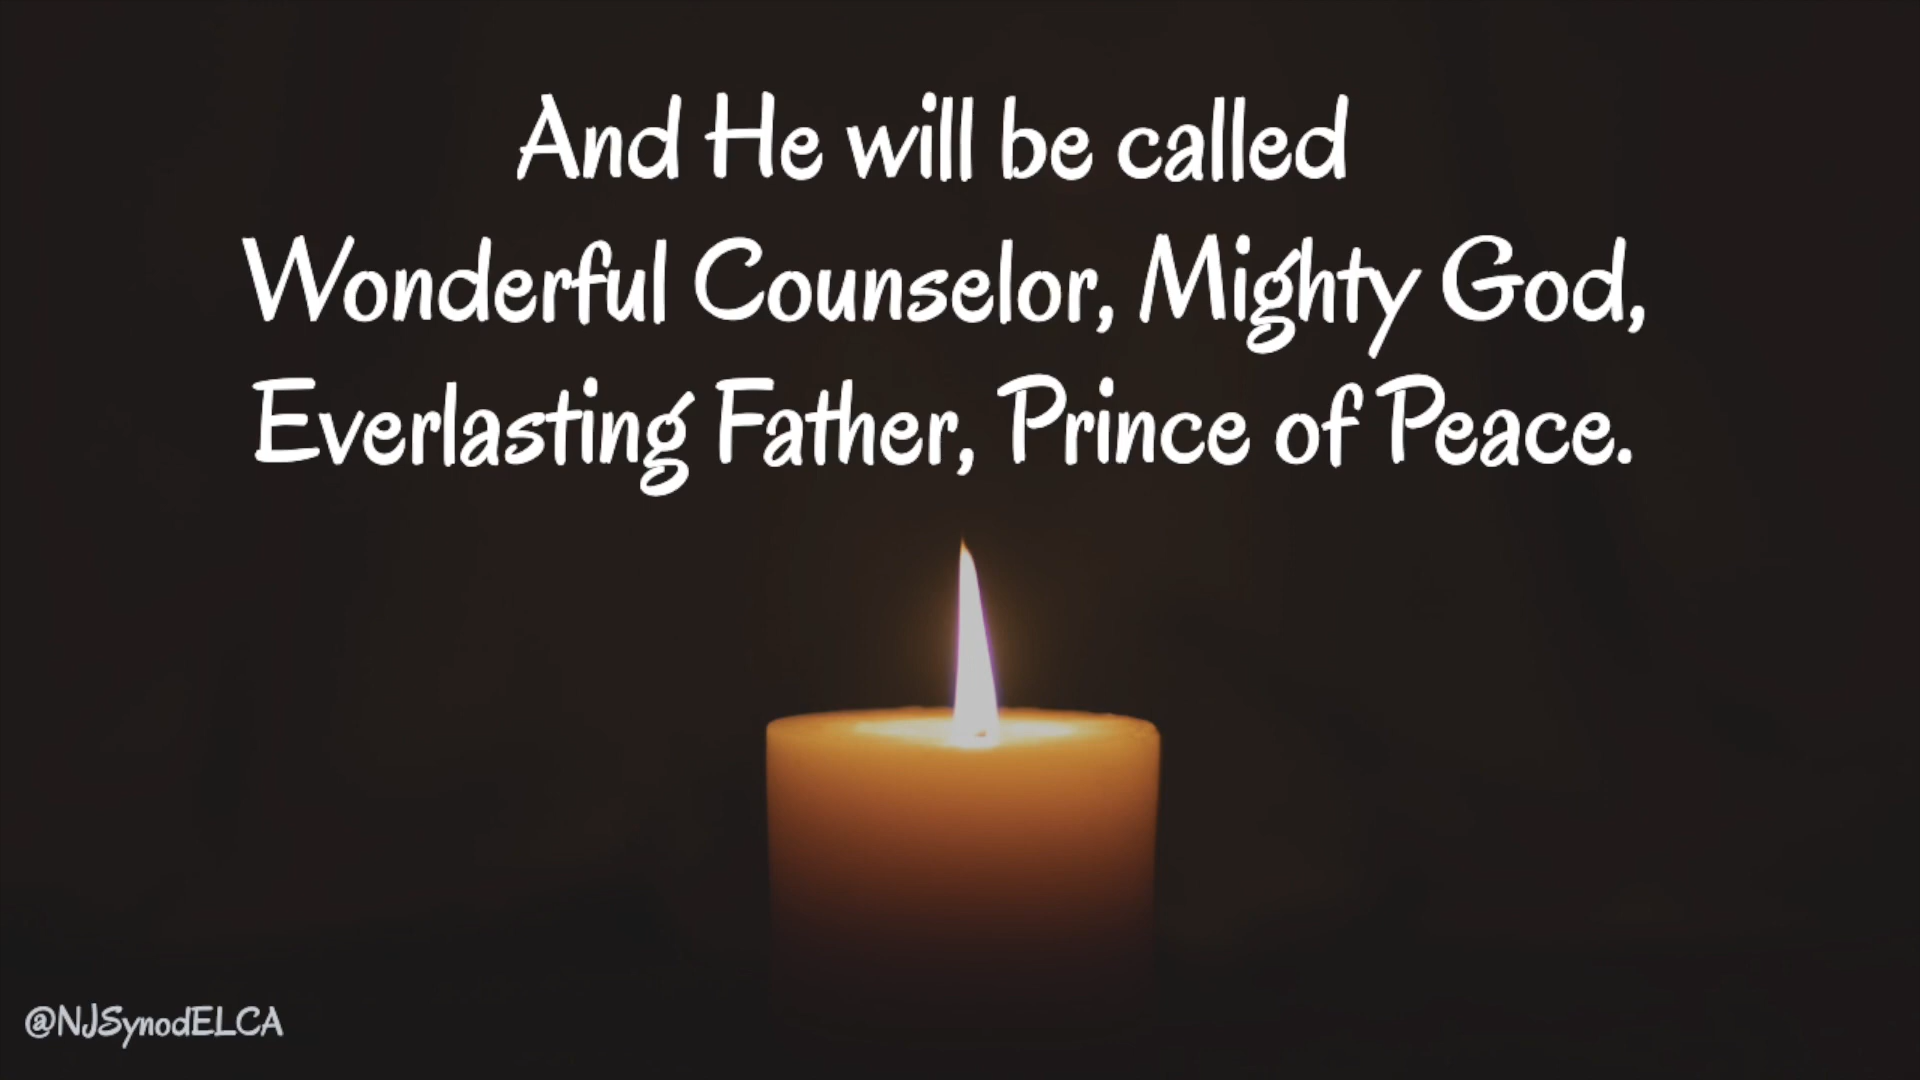 And He will be called
Wonderful Counselor, Mighty God,
Everlasting Father, Prince of Peace.
@NJSynodELCA